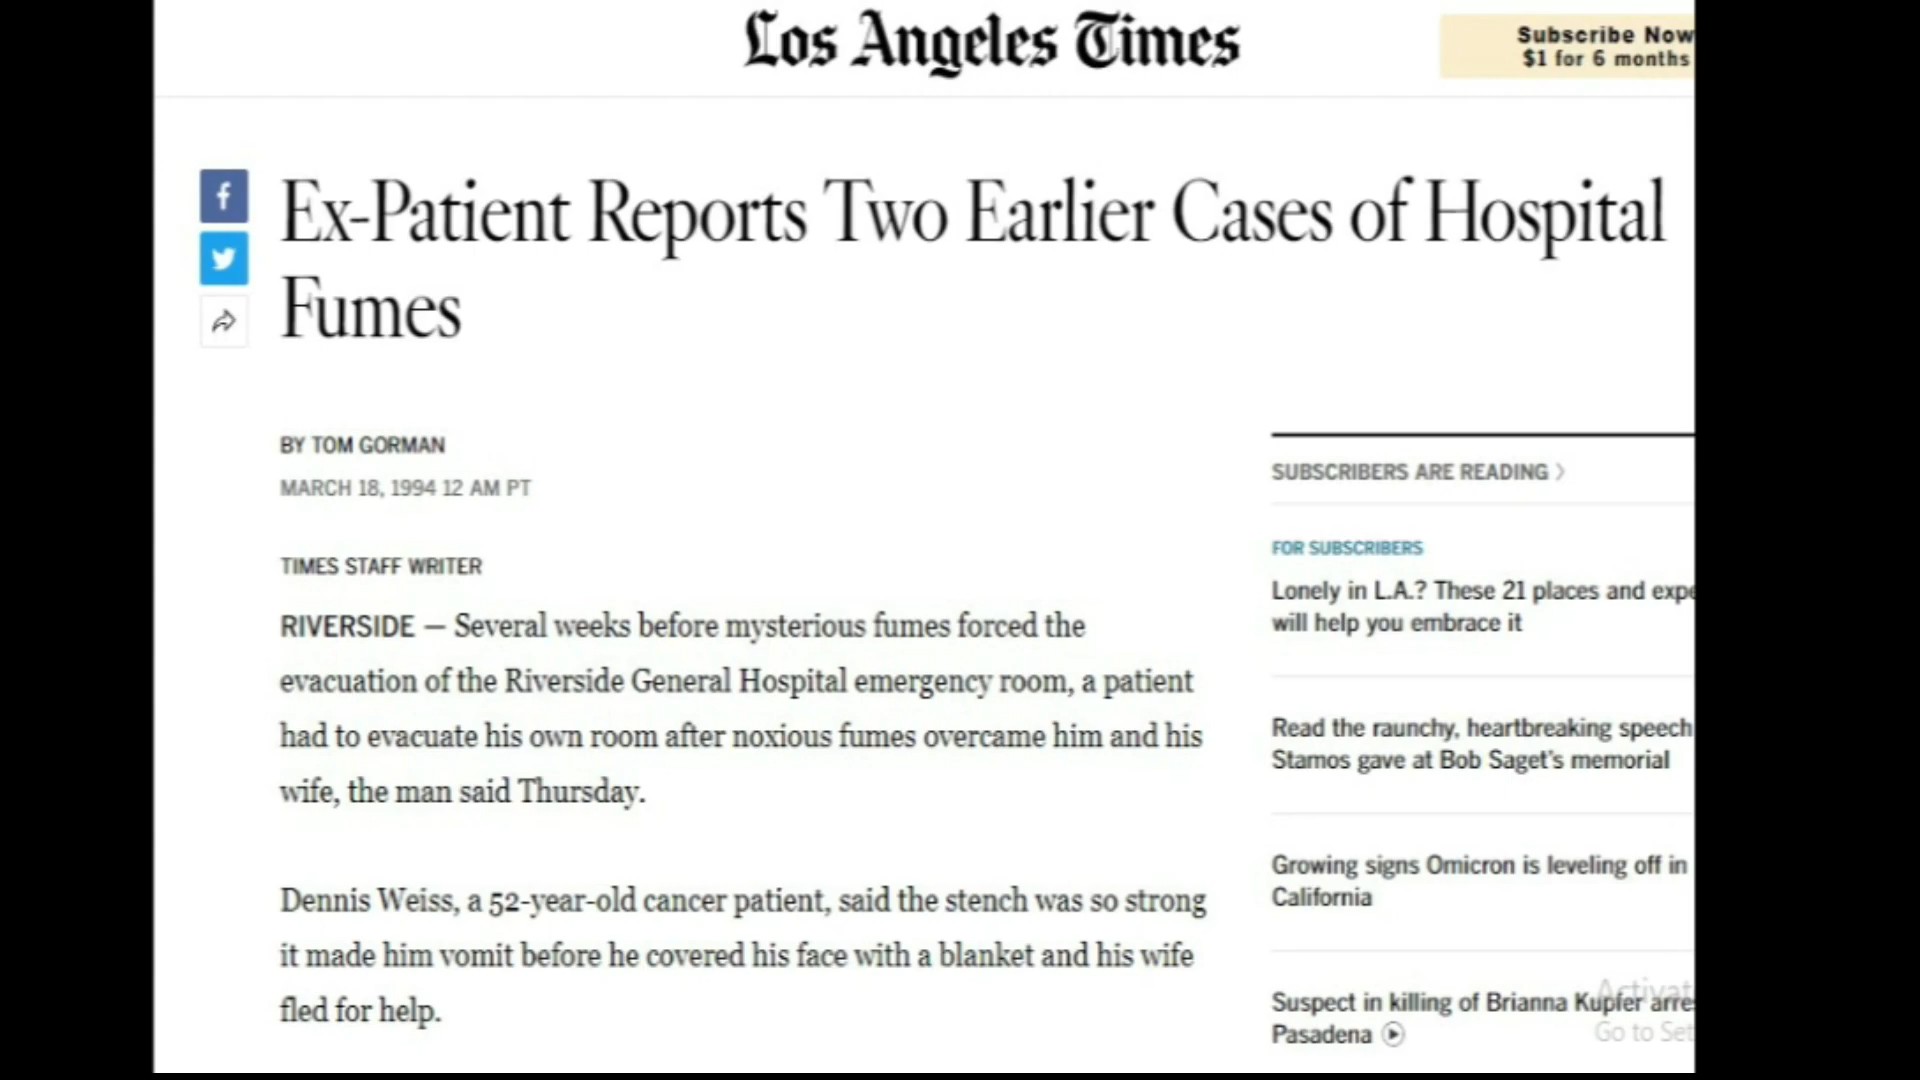 Los Angeles Times
Subscribe Now
$1 for 6 months
Ex-Patient Reports Two Earlier Cases of Hospital
Fumes
BY TOM GORMAN
MARCH 18, 1994 12 AM PT
TIMES STAFF WRITER
RIVERSIDE — Several weeks before mysterious fumes forced the
evacuation of the Riverside General Hospital emergency room, a patient
had to evacuate his own room after noxious fumes overcame him and his
wife, the man said Thursday.
Dennis Weiss, a 52-year-old cancer patient, said the stench was so strong
it made him vomit before he covered his face with a blanket and his wife
fled for help.
SUBSCRIBERS ARE READING >
FOR SUBSCRIBERS
Lonely in L.A.? These 21 places and expe
will help you embrace it
Read the raunchy, heartbreaking speech
Stamos gave at Bob Saget's memorial
Growing signs Omicron is leveling off in
California
Suspect in killing of Brianna Kupfer arre
Pasadena
Activat
Go to Set